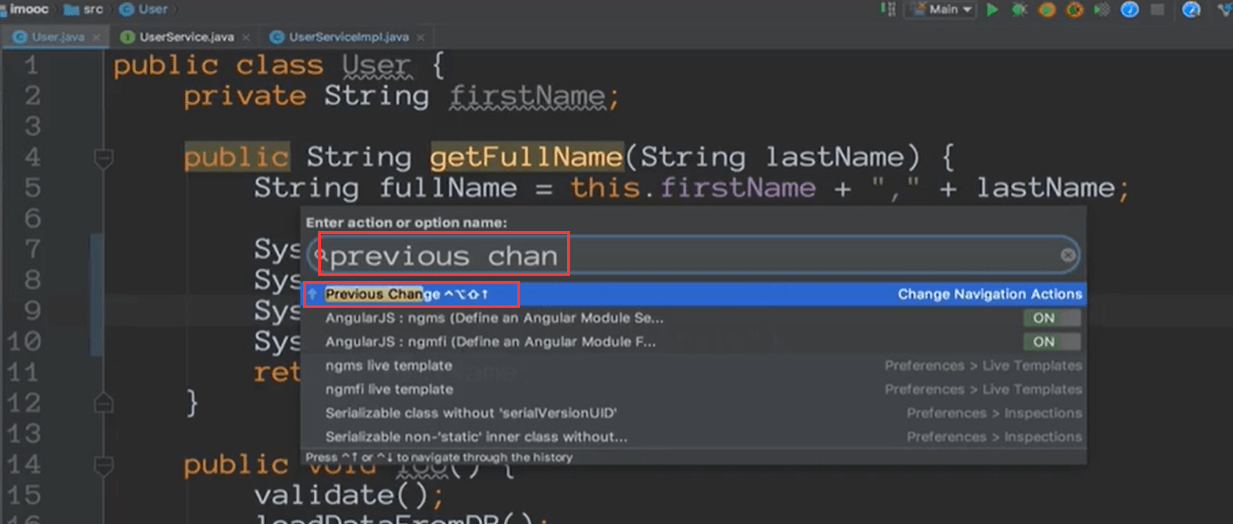 imooc src User Main
User.java UserService.java UserServiceImpl.java
1 public class User {
2 private String firstName;
3
4 public String getFullName(String lastName) {
5 String fullName = this.firstName + "," + lastName;
6
Enter action or option name:
7 Sys
previous chan
8 Sys
Previous Change ^⌥⇧↑ Change Navigation Actions
9 Sys
AngularJS : ngms (Define an Angular Module Se... ON
10 Sys
AngularJS : ngmfi (Define an Angular Module F... ON
11 ret
ngms live template Preferences > Live Templates
ngmfi live template Preferences > Live Templates
12 }
Serializable class without 'serialVersionUID' Preferences > Inspections
13
Serializable non-'static' inner class without... Preferences > Inspections
Press ^↑ or ^↓ to navigate through the history
14 public void foo() {
15 validate();
loadDataFromDB();